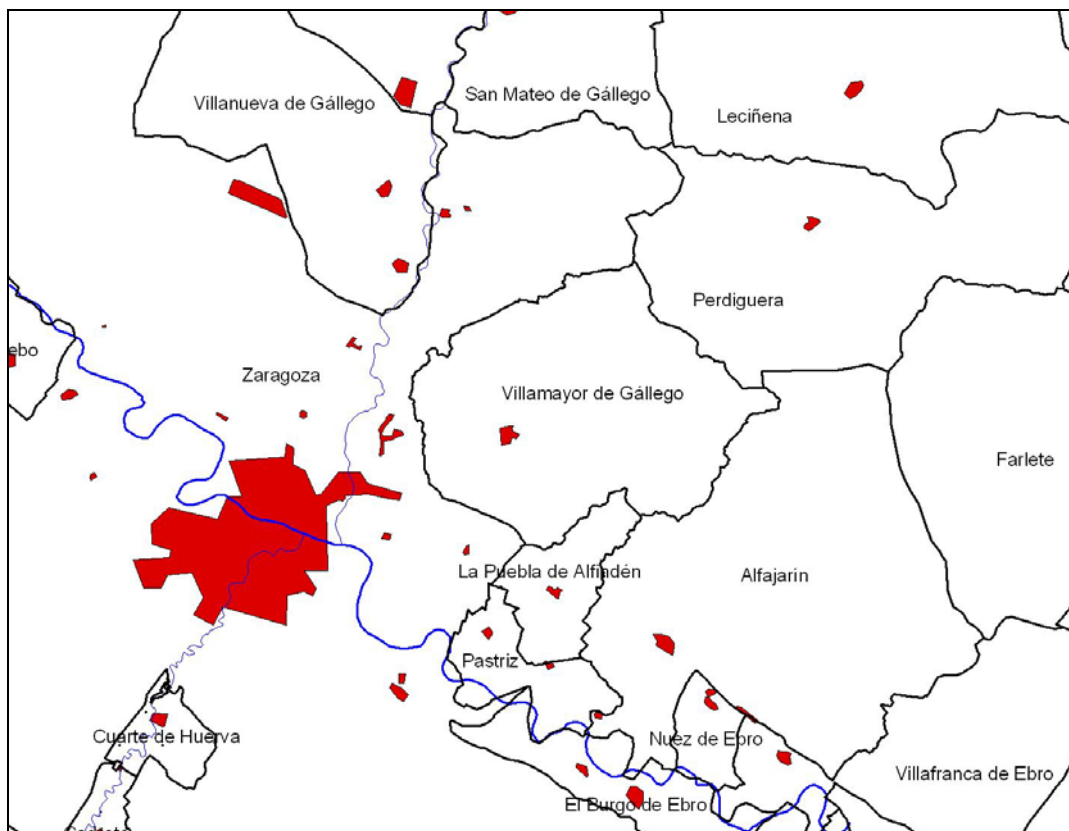 San Mateo de Gállego
Villanueva de Gállego
Leciñena
Perdiguera
ebo
Zaragoza
Villamayor de Gállego
Farlete
La Puebla de Alfindén
Alfajarin
Pastriz
Cuarte de Huerva
Nuez de Ebro
Villafranca de Ebro
El Burgo de Ebro